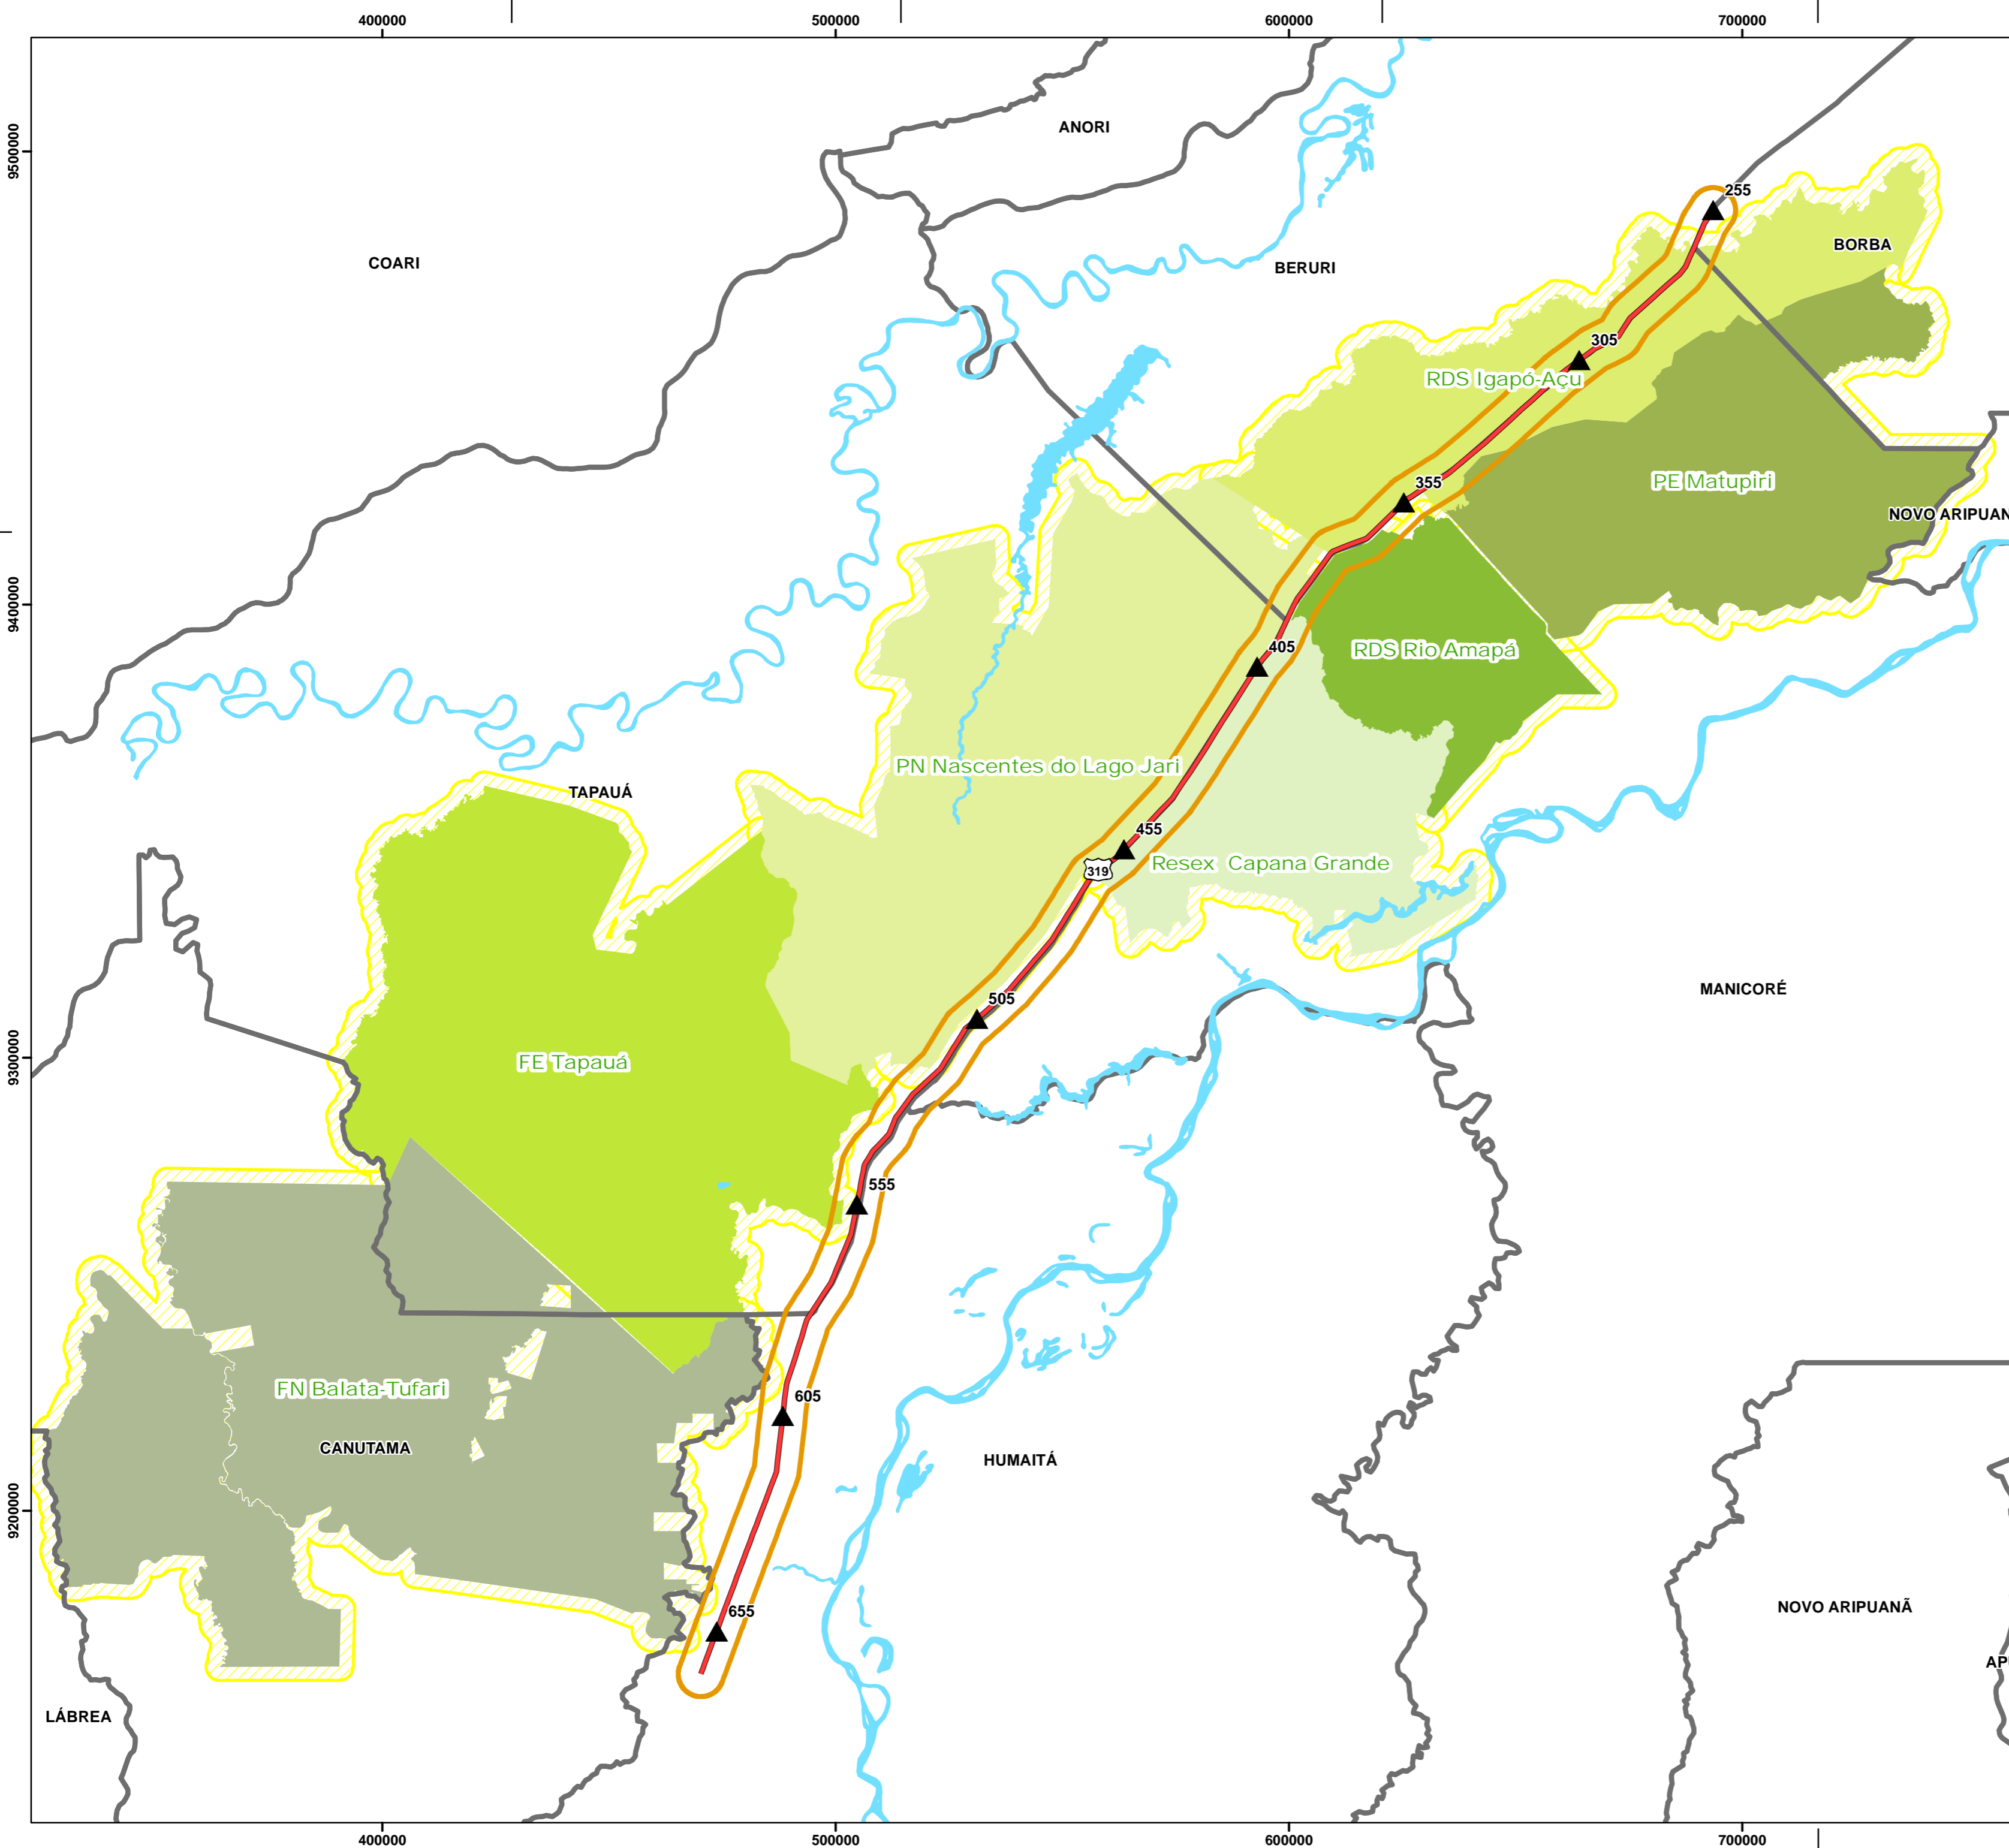 400000
500000
600000
700000
9500000
ANORI
255
BORBA
COARI
BERURI
305
RDS Igapó-Açu
PE Matupiri
355
NOVO ARIPUAN
9400000
405
RDS Rio Amapá
PN Nascentes do Lago Jari
TAPAUÁ
455
Resex Capana Grande
319
MANICORÉ
505
9300000
FE Tapauá
555
FN Balata-Tufari
605
CANUTAMA
HUMAITÁ
9200000
655
NOVO ARIPUANÃ
AP
LÁBREA
400000
500000
600000
700000